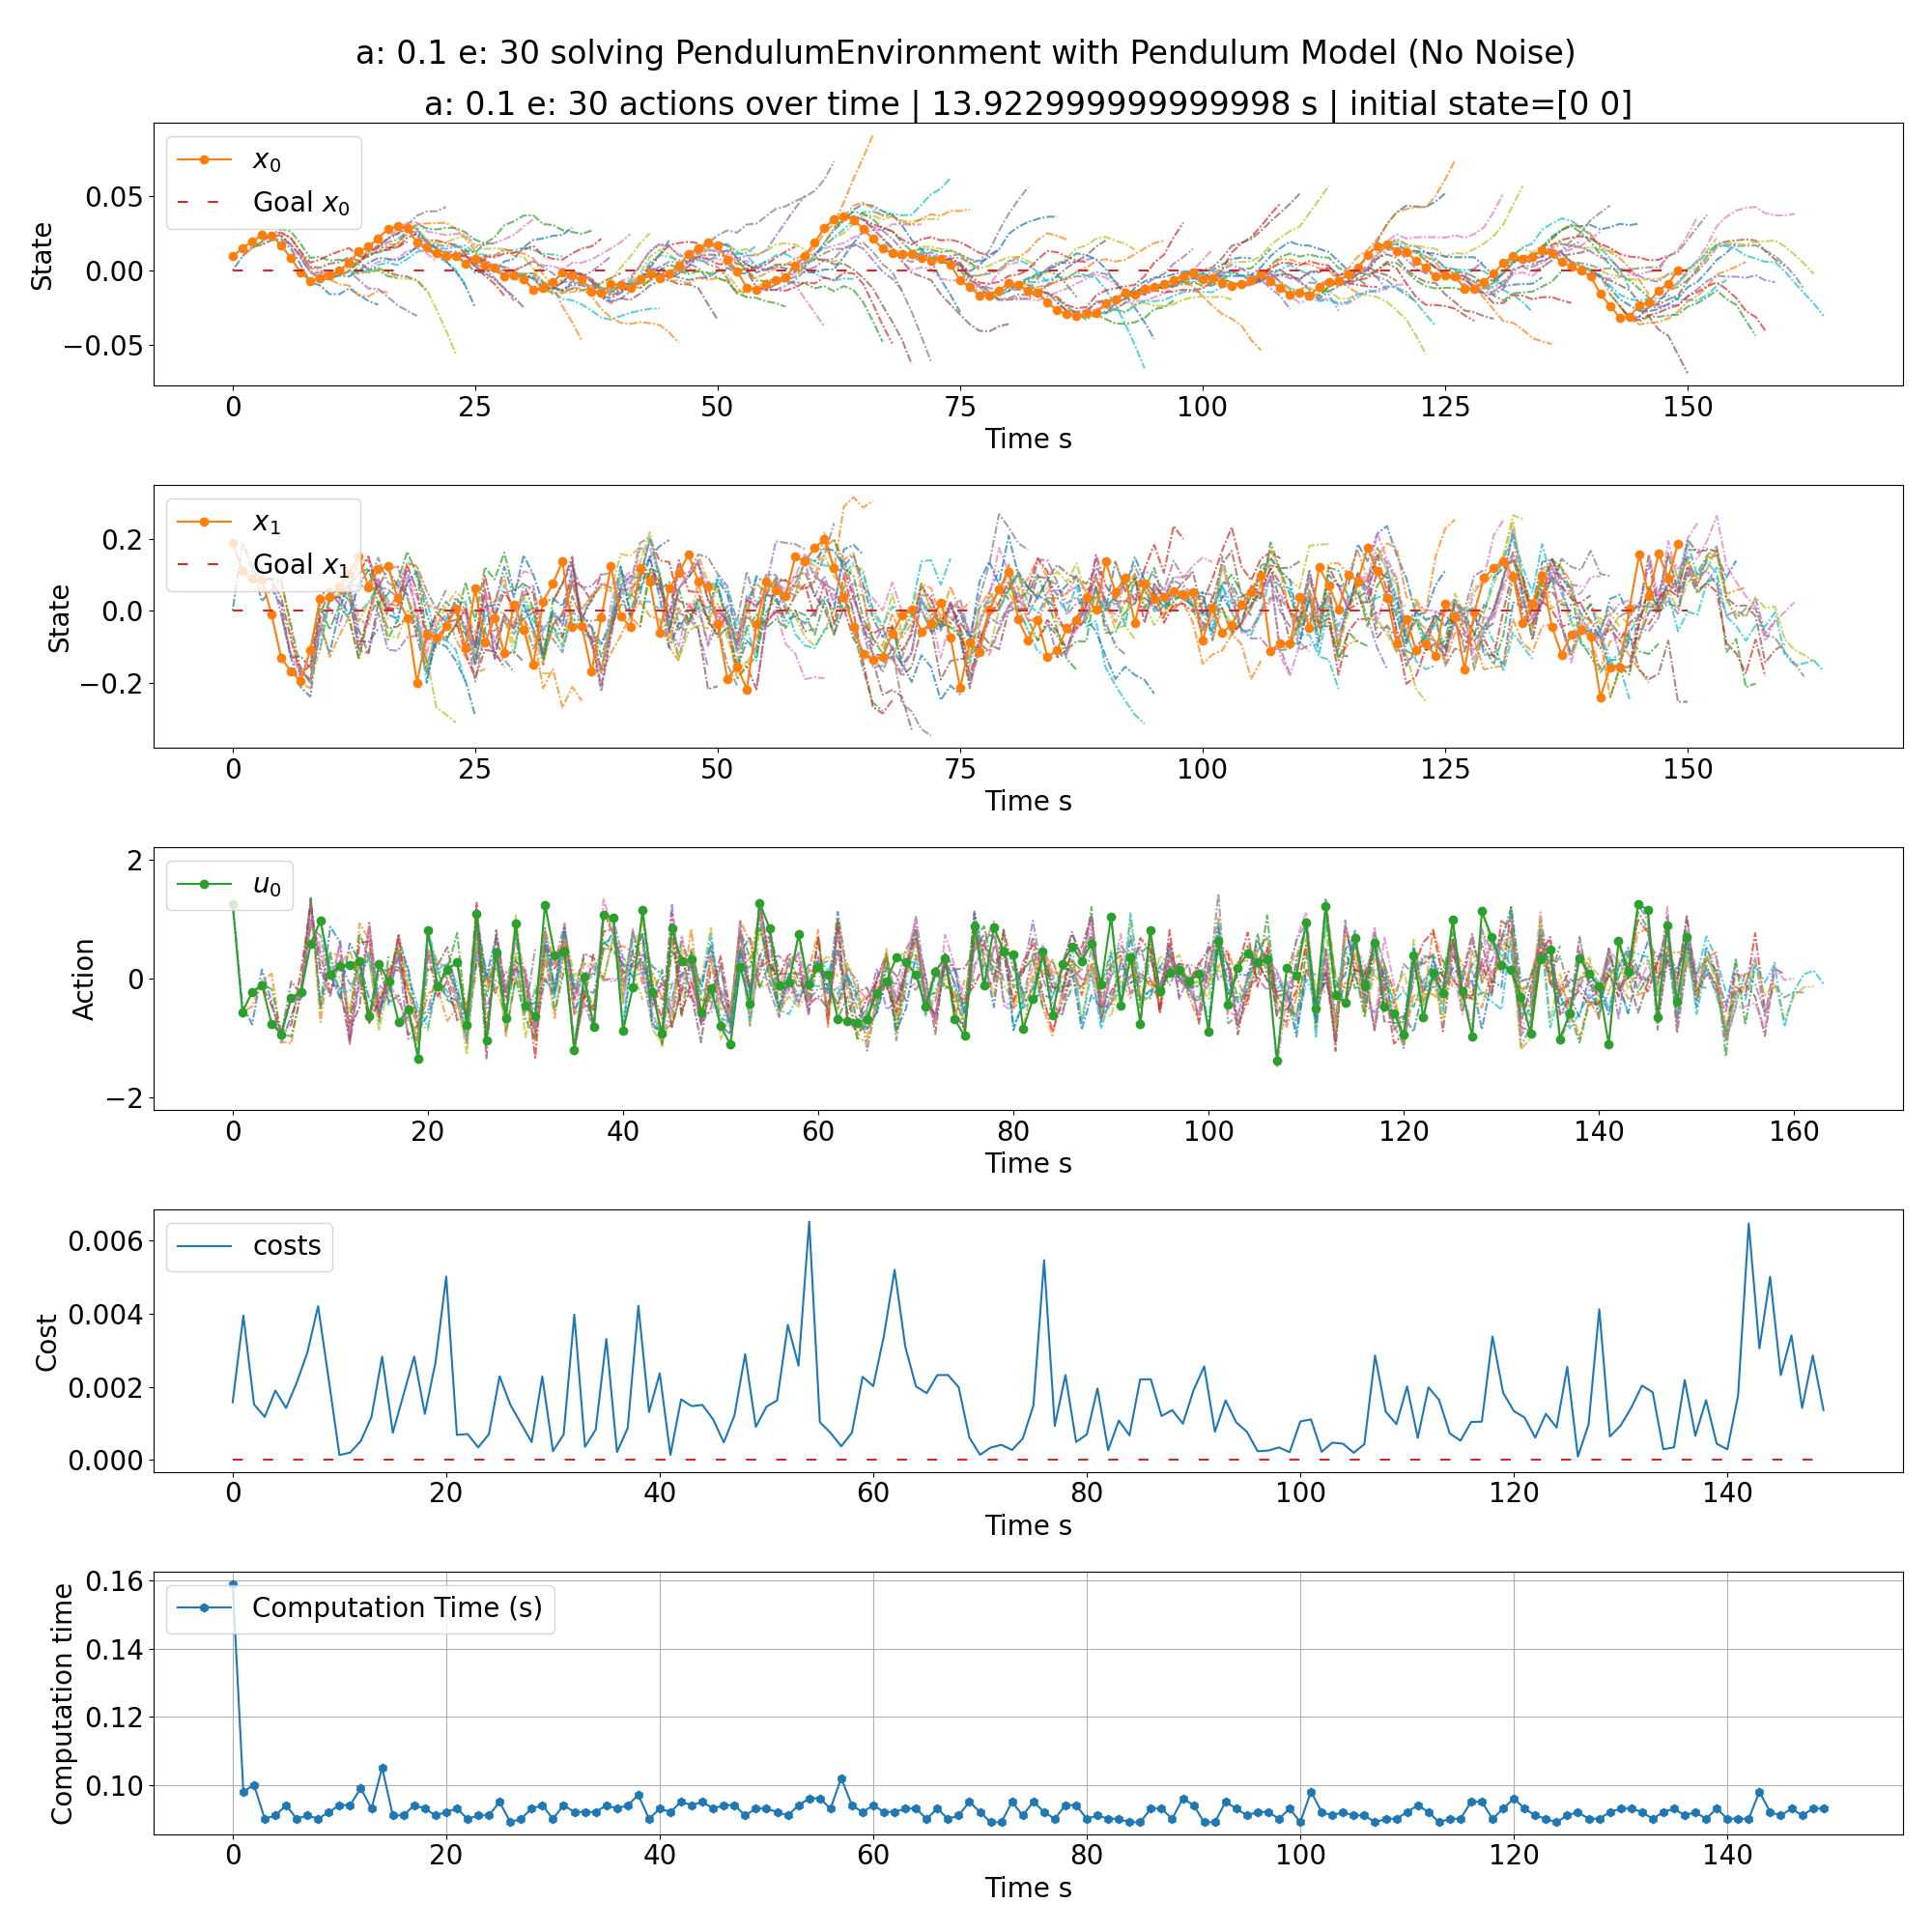 a: 0.1 e: 30 solving PendulumEnvironment with Pendulum Model (No Noise)
a: 0.1 e: 30 actions over time | 13.922999999999998 s | initial state=[0 0]
x0
Goal x0
State
0.05
0.00
−0.05
0 25 50 75 100 125 150
Time s
x1
Goal x1
State
0.2
0.0
−0.2
0 25 50 75 100 125 150
Time s
u0
Action
2
0
−2
0 20 40 60 80 100 120 140 160
Time s
costs
Cost
0.006
0.004
0.002
0.000
0 20 40 60 80 100 120 140
Time s
Computation Time (s)
Computation time
0.16
0.14
0.12
0.10
0 20 40 60 80 100 120 140
Time s